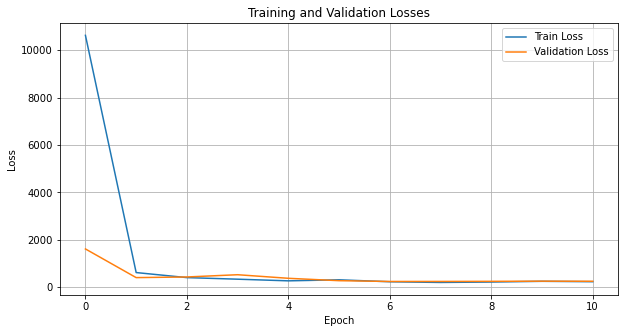 Training and Validation Losses
Train Loss
Validation Loss
10000
8000
6000
4000
2000
0
Loss
0 2 4 6 8 10
Epoch